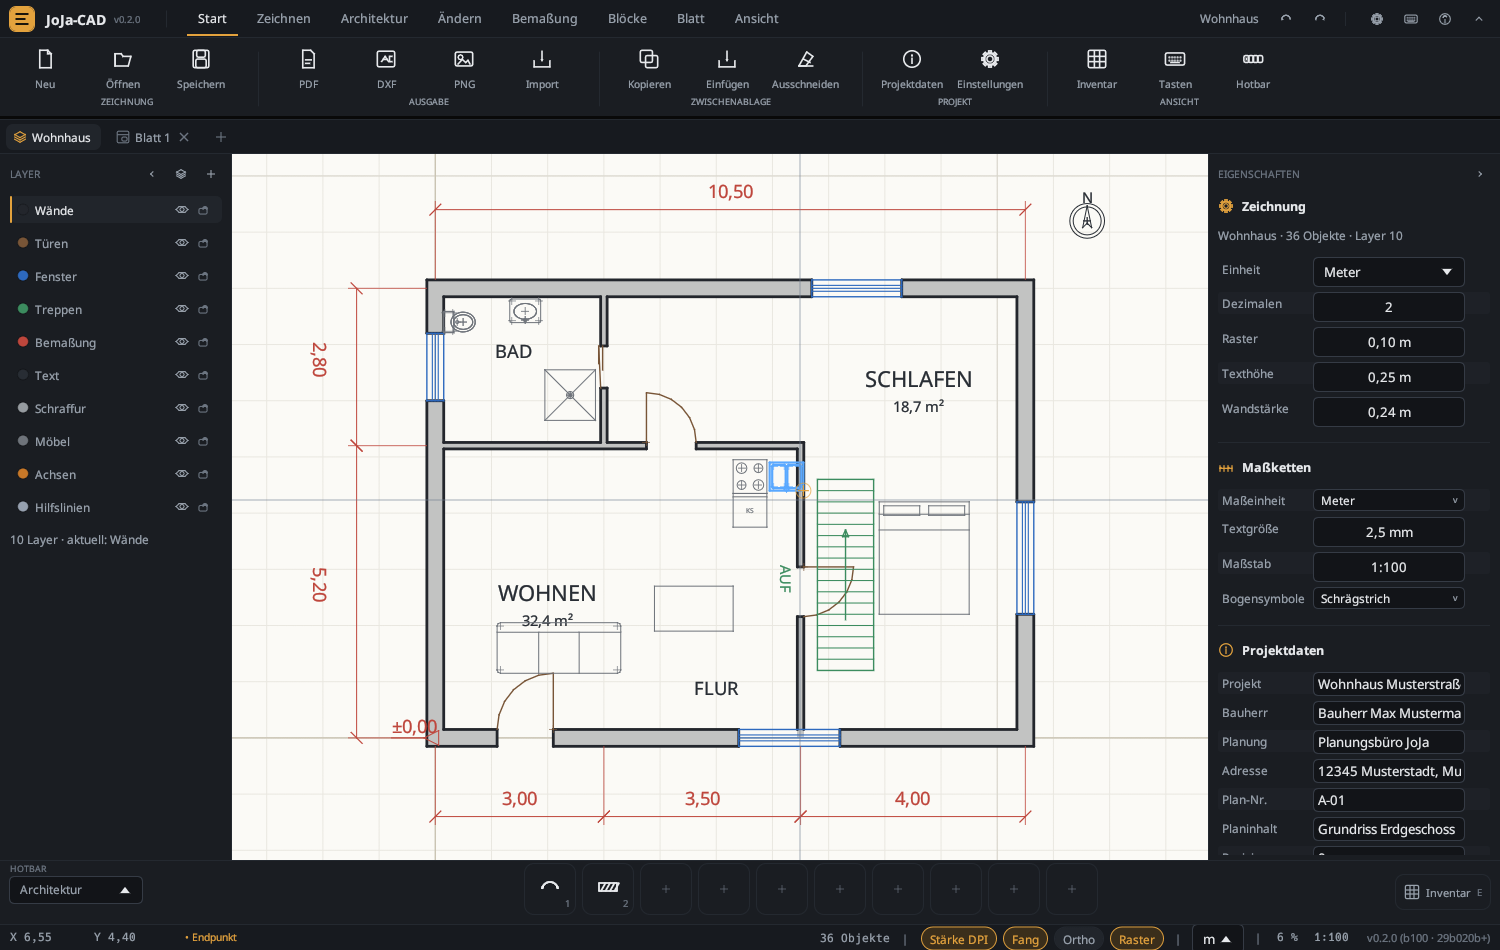 JoJa-CAD v0.2.0 Start Zeichnen Architektur Ändern Bemaßung Blöcke Blatt Ansicht Wohnhaus
Neu Öffnen Speichern PDF DXF PNG Import Kopieren Einfügen Ausschneiden Projektdaten Einstellungen Inventar Tasten Hotbar
ZEICHNUNG AUSGABE ZWISCHENABLAGE PROJEKT ANSICHT
Wohnhaus Blatt 1
LAYER
Wände
Türen
Fenster
Treppen
Bemaßung
Text
Schraffur
Möbel
Achsen
Hilfslinien
10 Layer · aktuell: Wände
10,50
N
2,80
BAD
SCHLAFEN
18,7 m²
KS
5,20
AUF
WOHNEN
32,4 m²
FLUR
±0,00
3,00 3,50 4,00
EIGENSCHAFTEN
Zeichnung
Wohnhaus · 36 Objekte · Layer 10
Einheit Meter
Dezimalen 2
Raster 0,10 m
Texthöhe 0,25 m
Wandstärke 0,24 m
Maßketten
Maßeinheit Meter
Textgröße 2,5 mm
Maßstab 1:100
Bogensymbole Schrägstrich
Projektdaten
Projekt Wohnhaus Musterstraß
Bauherr Bauherr Max Musterma
Planung Planungsbüro JoJa
Adresse 12345 Musterstadt, Mu
Plan-Nr. A-01
Planinhalt Grundriss Erdgeschoss
HOTBAR
Architektur
1 2
Inventar E
X 6,55 Y 4,40 • Endpunkt 36 Objekte | Stärke DPI Fang Ortho Raster | m | 6 % 1:100 v0.2.0 (b100 · 29b020b+)